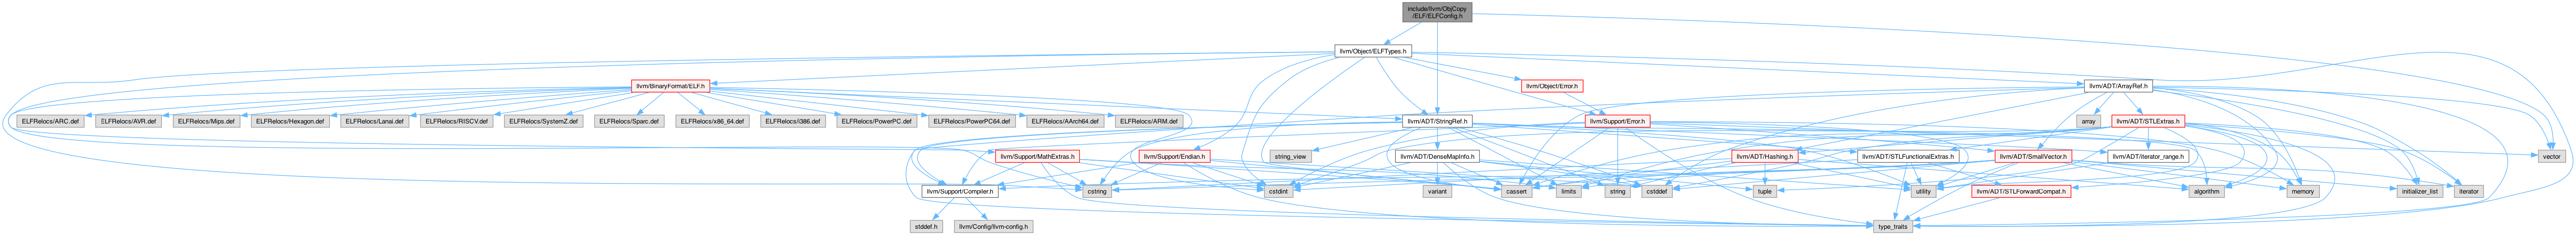 include/llvm/ObjCopy
/ELF/ELFConfig.h
llvm/Object/ELFTypes.h
llvm/BinaryFormat/ELF.h
llvm/Object/Error.h
llvm/ADT/ArrayRef.h
ELFRelocs/ARC.def
ELFRelocs/AVR.def
ELFRelocs/Mips.def
ELFRelocs/Hexagon.def
ELFRelocs/Lanai.def
ELFRelocs/RISCV.def
ELFRelocs/SystemZ.def
ELFRelocs/Sparc.def
ELFRelocs/x86_64.def
ELFRelocs/i386.def
ELFRelocs/PowerPC.def
ELFRelocs/PowerPC64.def
ELFRelocs/AArch64.def
ELFRelocs/ARM.def
llvm/ADT/StringRef.h
llvm/Support/Error.h
array
llvm/ADT/STLExtras.h
llvm/Support/MathExtras.h
llvm/Support/Endian.h
string_view
llvm/ADT/DenseMapInfo.h
llvm/ADT/Hashing.h
llvm/ADT/STLFunctionalExtras.h
llvm/ADT/SmallVector.h
llvm/ADT/iterator_range.h
vector
llvm/Support/Compiler.h
cstring
cstdint
variant
cassert
limits
string
cstddef
tuple
utility
llvm/ADT/STLForwardCompat.h
algorithm
memory
initializer_list
iterator
stddef.h
llvm/Config/llvm-config.h
type_traits